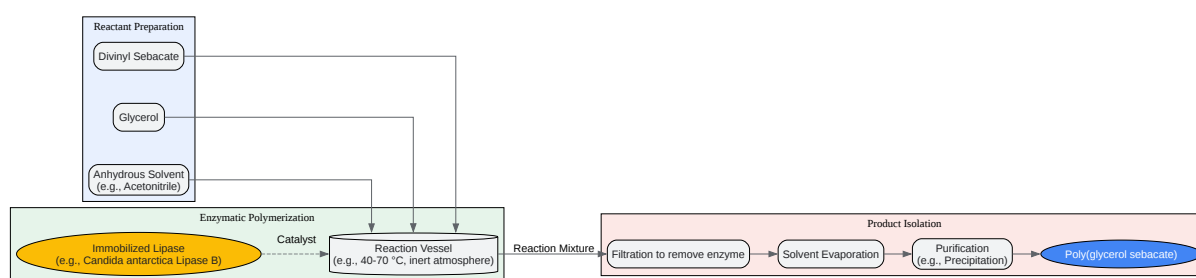 Reactant Preparation
Divinyl Sebacate
Glycerol
Anhydrous Solvent
(e.g., Acetonitrile)
Enzymatic Polymerization
Immobilized Lipase
(e.g., Candida antarctica Lipase B)
Catalyst
Reaction Vessel
(e.g., 40-70 °C, inert atmosphere)
Reaction Mixture
Product Isolation
Filtration to remove enzyme
Solvent Evaporation
Purification
(e.g., Precipitation)
Poly(glycerol sebacate)